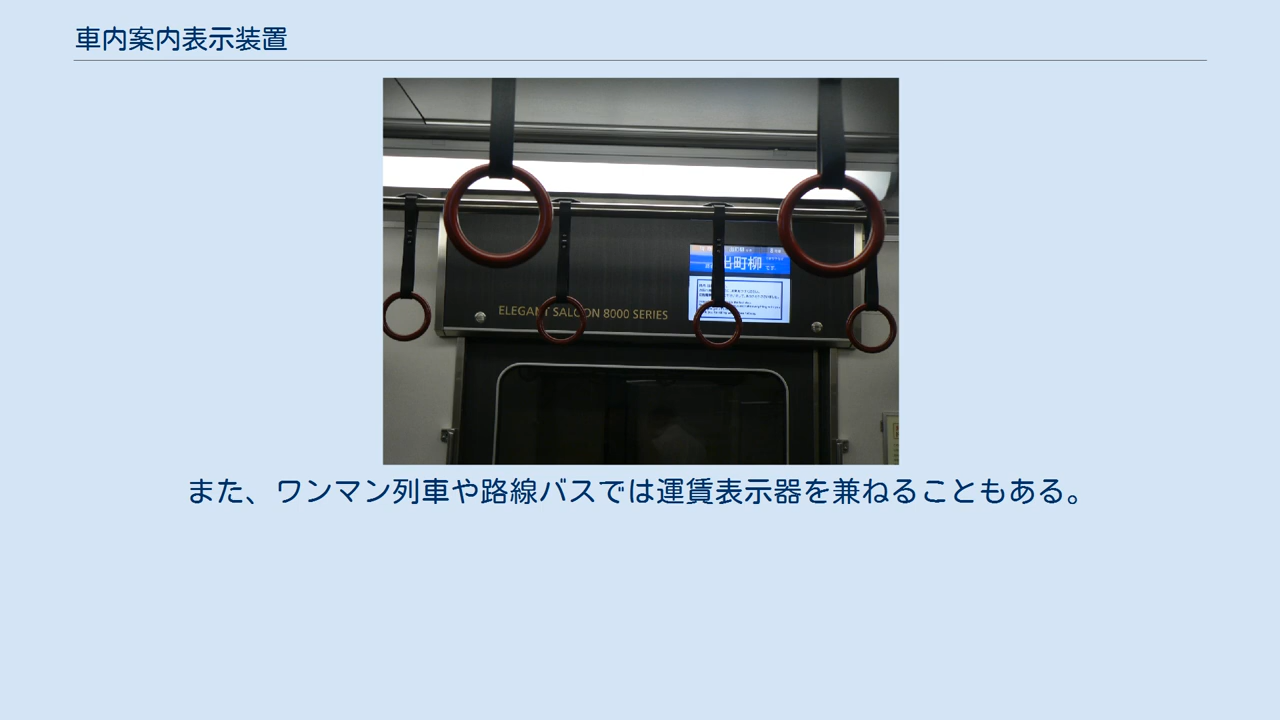 車内案内表示装置
出町柳
です。
ELEGANT SALOON 8000 SERIES
また、ワンマン列車や路線バスでは運賃表示器を兼ねることもある。